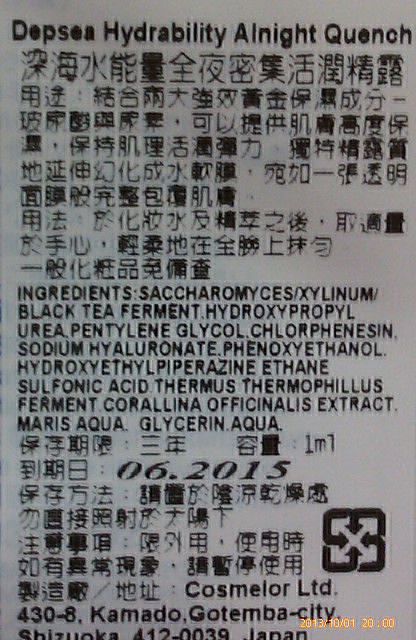 Depsea Hydrability Alnight Quench
深海水能量全夜密集活潤精露
用途：結合兩大強效黃金保濕成分-
玻尿酸與尿素，可以提供肌膚高度保
濕，保持肌理活潤彈力。獨特精露質
地延伸幻化成水軟膜，宛如一張透明
面膜般完整包覆肌膚。
用法：於化妝水及精萃之後，取適量
於手心，輕柔地在全臉上抹勻
一般化粧品免備查
INGREDIENTS:SACCHAROMYCES/XYLINUM/
BLACK TEA FERMENT.HYDROXYPROPYL
UREA.PENTYLENE GLYCOL.CHLORPHENESIN.
SODIUM HYALURONATE.PHENOXYETHANOL.
HYDROXYETHYLPIPERAZINE ETHANE
SULFONIC ACID.THERMUS THERMOPHILLUS
FERMENT.CORALLINA OFFICINALIS EXTRACT.
MARIS AQUA. GLYCERIN.AQUA.
保存期限：三年 容量：1ml
到期日：06.2015
保存方法：請置於陰涼乾燥處
勿直接照射於太陽下
注意事項：限外用，使用時
如有異常現象，請暫停使用
製造廠/地址：Cosmelor Ltd.
430-8, Kamado,Gotemba-city,
Shizuoka, 412-0039, Japan
2013/10/01 20:00